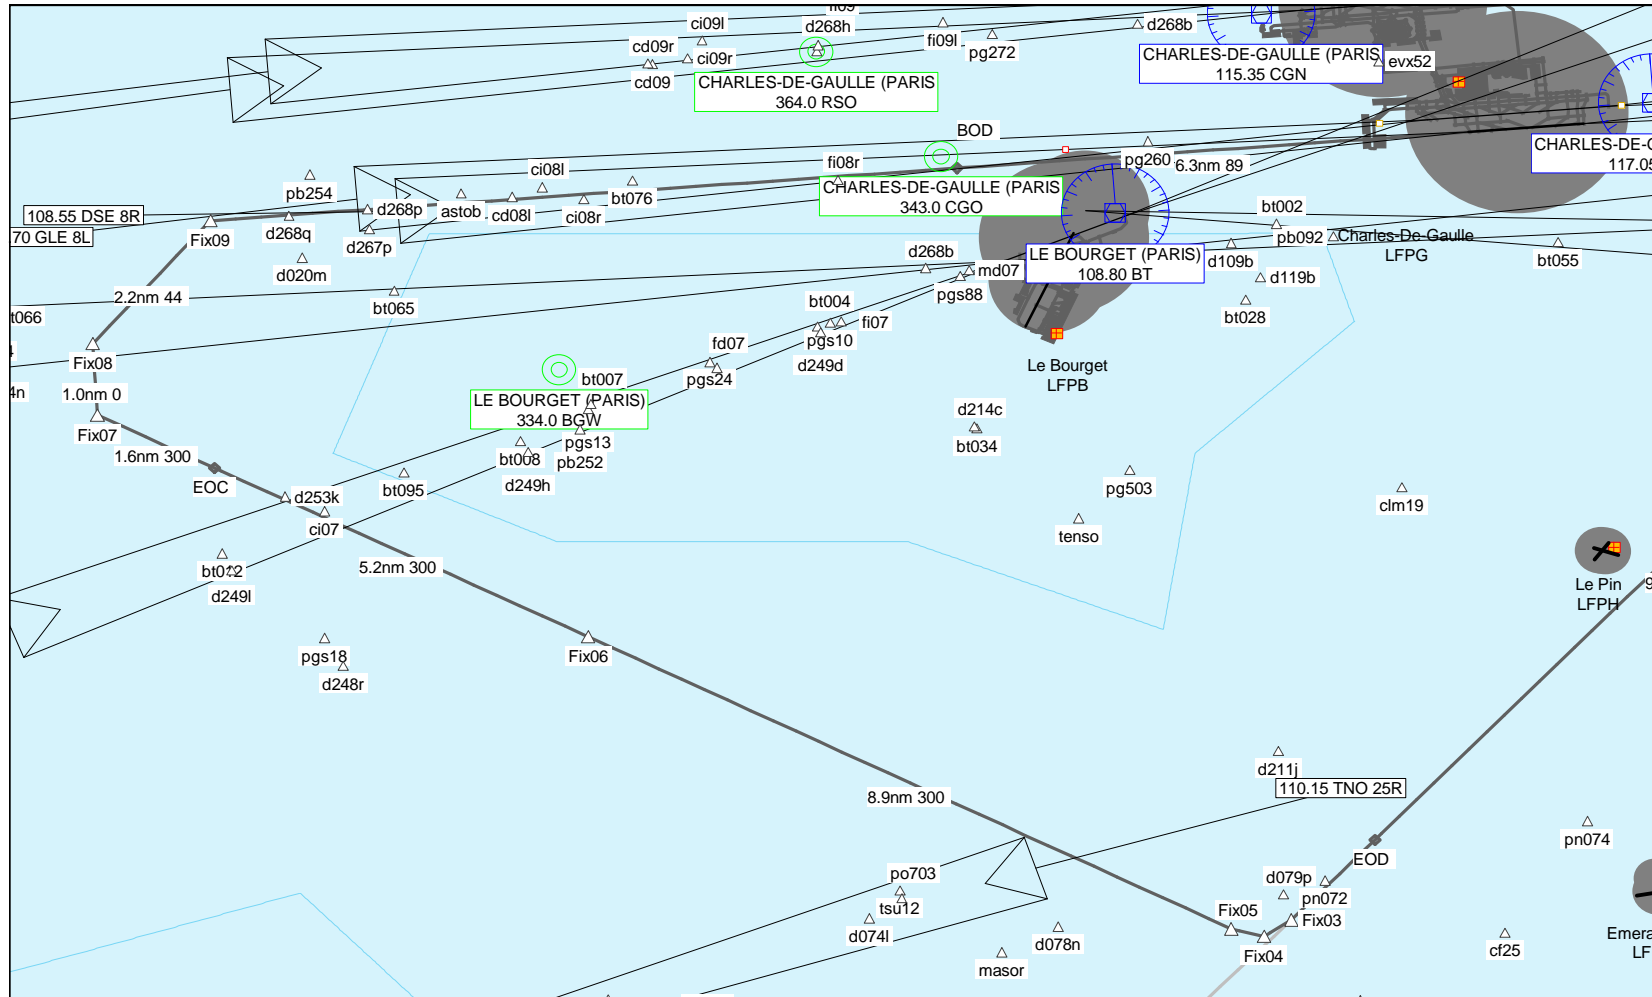 fi09
ci09l
d268h
d268b
fi09l
cd09r
pg272
ci09r
CHARLES-DE-GAULLE (PARIS
115.35 CGN
evx52
cd09
CHARLES-DE-GAULLE (PARIS
364.0 RSO
BOD
CHARLES-DE-G
117.05
pg260
6.3nm 89
fi08r
ci08l
pb254
CHARLES-DE-GAULLE (PARIS
343.0 CGO
bt076
astob
d268p
cd08l
ci08r
108.55 DSE 8R
70 GLE 8L
Fix09
d268q
d267p
bt002
pb092
Charles-De-Gaulle
LFPG
d268b
LE BOURGET (PARIS)
108.80 BT
d109b
bt055
d020m
md07
d119b
pgs88
2.2nm 44
bt065
bt004
bt028
t066
fi07
pgs10
fd07
d249d
Fix08
Le Bourget
LFPB
pgs24
bt007
4n
1.0nm 0
LE BOURGET (PARIS)
334.0 BGW
d214c
Fix07
pgs13
bt034
1.6nm 300
bt008
pb252
EOC
bt095
d249h
pg503
d253k
clm19
ci07
tenso
bt012
5.2nm 300
Le Pin
LFPH
9
d249l
pgs18
Fix06
d248r
d211j
110.15 TNO 25R
8.9nm 300
pn074
EOD
po703
d079p
pn072
tsu12
Fix05
Fix03
d074l
d078n
Fix04
cf25
Emera
LF
masor